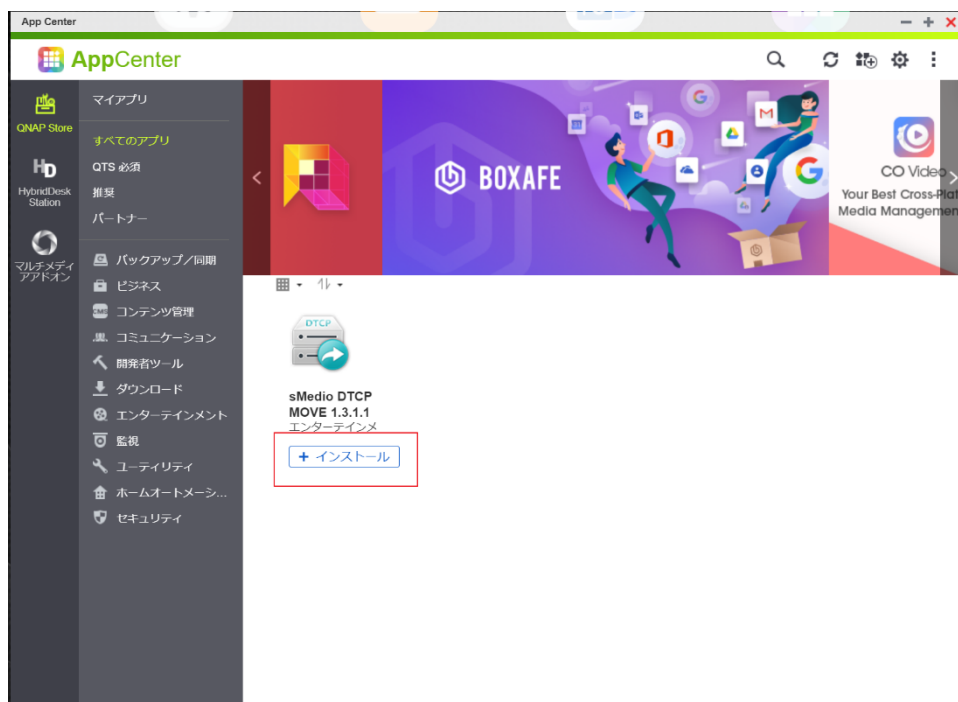 App Center
AppCenter
QNAP Store
HD
HybridDesk
Station
マルチメディ
アアドオン
マイアプリ
すべてのアプリ
QTS 必須
推奨
パートナー
バックアップ／同期
ビジネス
コンテンツ管理
コミュニケーション
開発者ツール
ダウンロード
エンターテインメント
監視
ユーティリティ
ホームオートメーシ...
セキュリティ
BOXAFE
CO Video
Your Best Cross-Plat
Media Managemen
DTCP
sMedio DTCP
MOVE 1.3.1.1
エンターテインメ
+ インストール